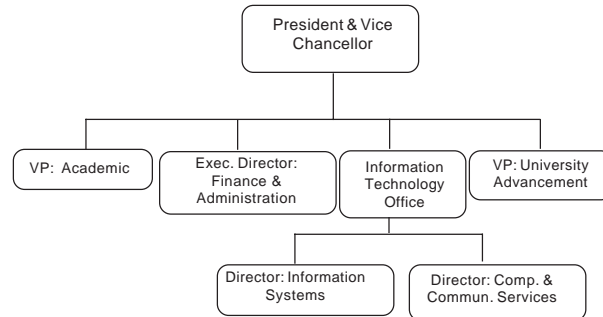 President & Vice
Chancellor
VP: Academic
Exec. Director:
Finance &
Administration
Information
Technology
Office
VP: University
Advancement
Director: Information
Systems
Director: Comp. &
Commun. Services